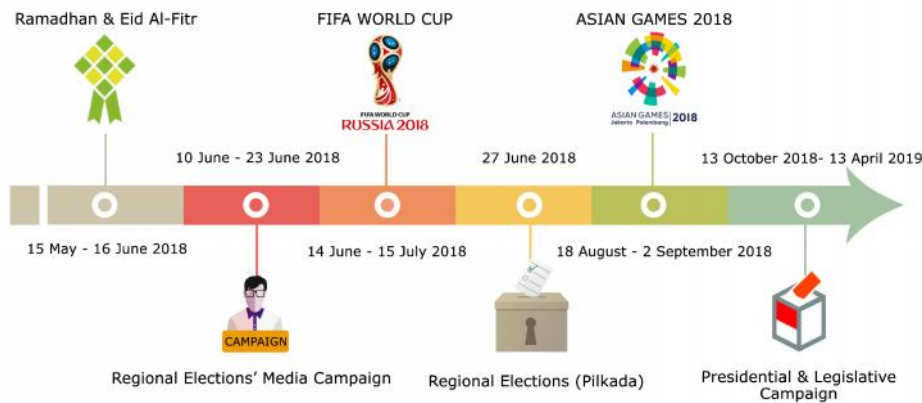 Ramadhan & Eid Al-Fitr
FIFA WORLD CUP
ASIAN GAMES 2018
FIFA WORLD CUP
RUSSIA 2018
ASIAN GAMES 2018
Jakarta Palembang
10 June - 23 June 2018
27 June 2018
13 October 2018- 13 April 2019
15 May - 16 June 2018
14 June - 15 July 2018
18 August - 2 September 2018
CAMPAIGN
Regional Elections' Media Campaign
Regional Elections (Pilkada)
Presidential & Legislative
Campaign